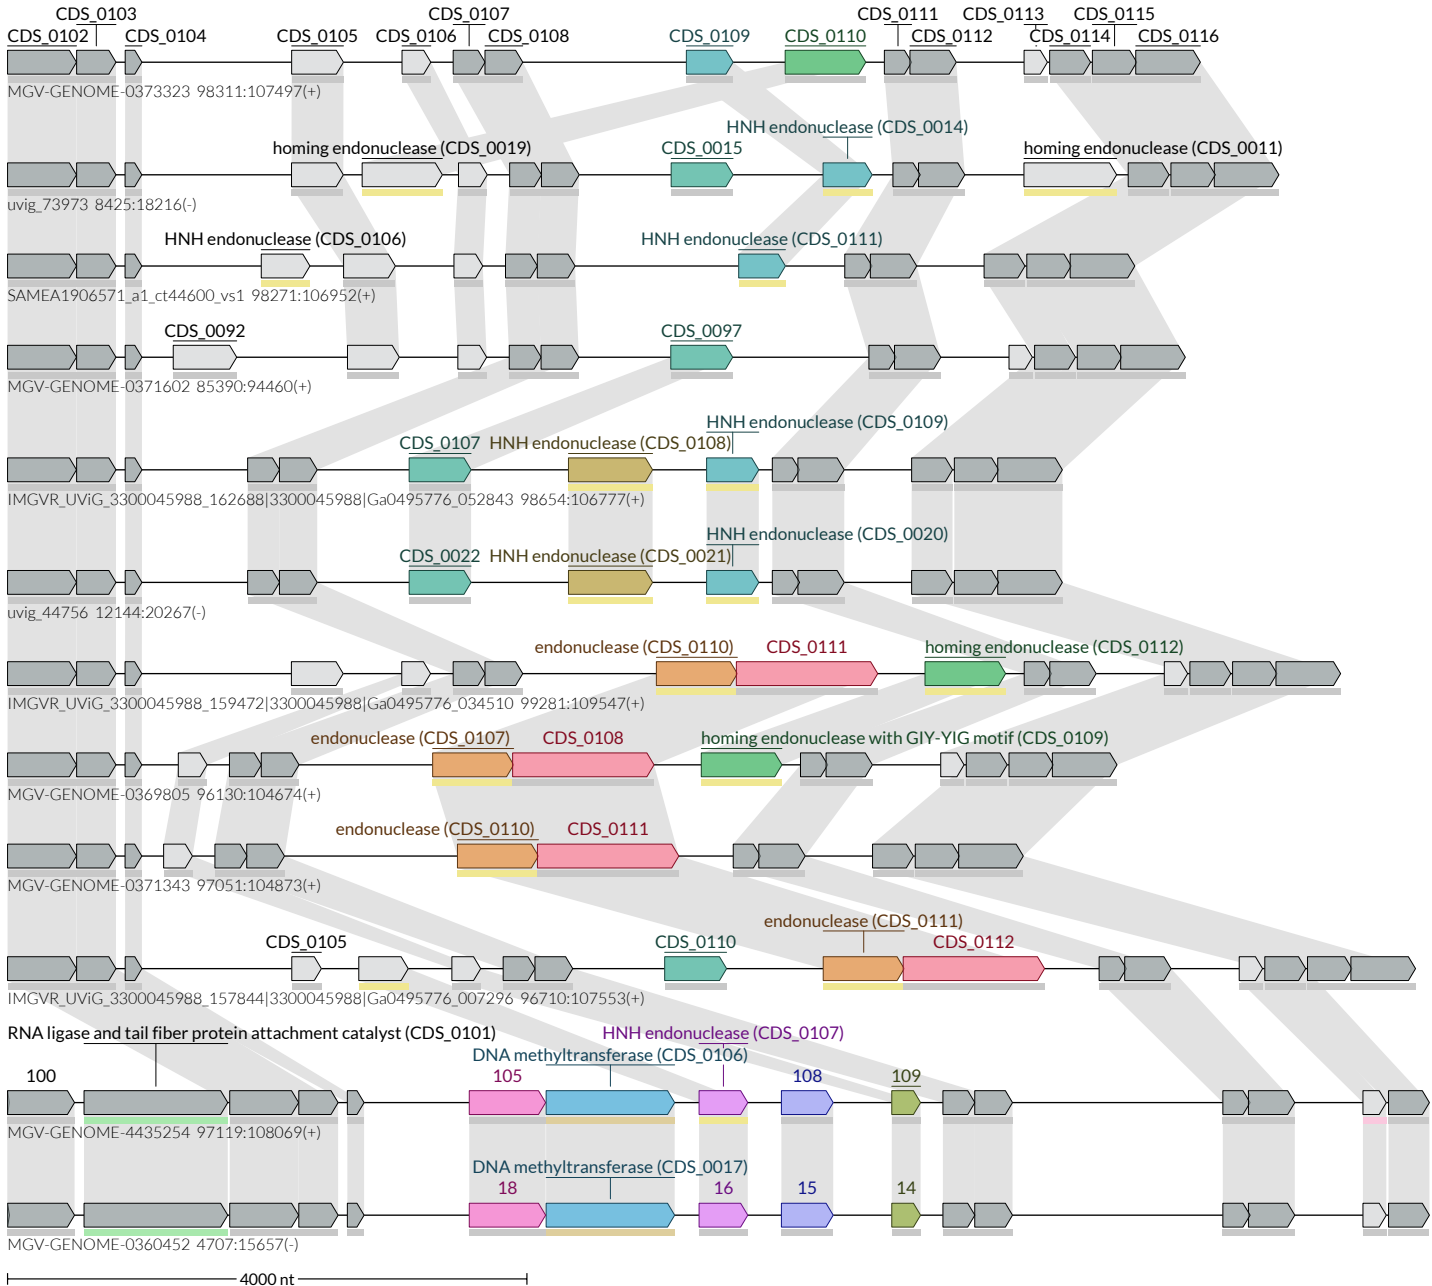 CDS_0103 CDS_0107 CDS_0111 CDS_0113 CDS_0115
CDS_0102 CDS_0104 CDS_0105 CDS_0106 CDS_0108 CDS_0109 CDS_0110 CDS_0112 CDS_0114 CDS_0116
MGV-GENOME-0373323 98311:107497(+)
HNH endonuclease (CDS_0014)
homing endonuclease (CDS_0019) CDS_0015 homing endonuclease (CDS_0011)
uvig_73973 8425:18216(-)
HNH endonuclease (CDS_0106) HNH endonuclease (CDS_0111)
SAMEA1906571_a1_ct44600_vs1 98271:106952(+)
CDS_0092 CDS_0097
MGV-GENOME-0371602 85390:94460(+)
HNH endonuclease (CDS_0109)
CDS_0107 HNH endonuclease (CDS_0108)
IMGVR_UViG_3300045988_162688|3300045988|Ga0495776_052843 98654:106777(+)
HNH endonuclease (CDS_0020)
CDS_0022 HNH endonuclease (CDS_0021)
uvig_44756 12144:20267(-)
endonuclease (CDS_0110) CDS_0111 homing endonuclease (CDS_0112)
IMGVR_UViG_3300045988_159472|3300045988|Ga0495776_034510 99281:109547(+)
endonuclease (CDS_0107) CDS_0108 homing endonuclease with GIY-YIG motif (CDS_0109)
MGV-GENOME-0369805 96130:104674(+)
endonuclease (CDS_0110) CDS_0111
MGV-GENOME-0371343 97051:104873(+)
endonuclease (CDS_0111)
CDS_0105 CDS_0110 CDS_0112
IMGVR_UViG_3300045988_157844|3300045988|Ga0495776_007296 96710:107553(+)
RNA ligase and tail fiber protein attachment catalyst (CDS_0101) HNH endonuclease (CDS_0107)
DNA methyltransferase (CDS_0106)
100 105 108 109
MGV-GENOME-4435254 97119:108069(+)
DNA methyltransferase (CDS_0017)
18 16 15 14
MGV-GENOME-0360452 4707:15657(-)
4000 nt